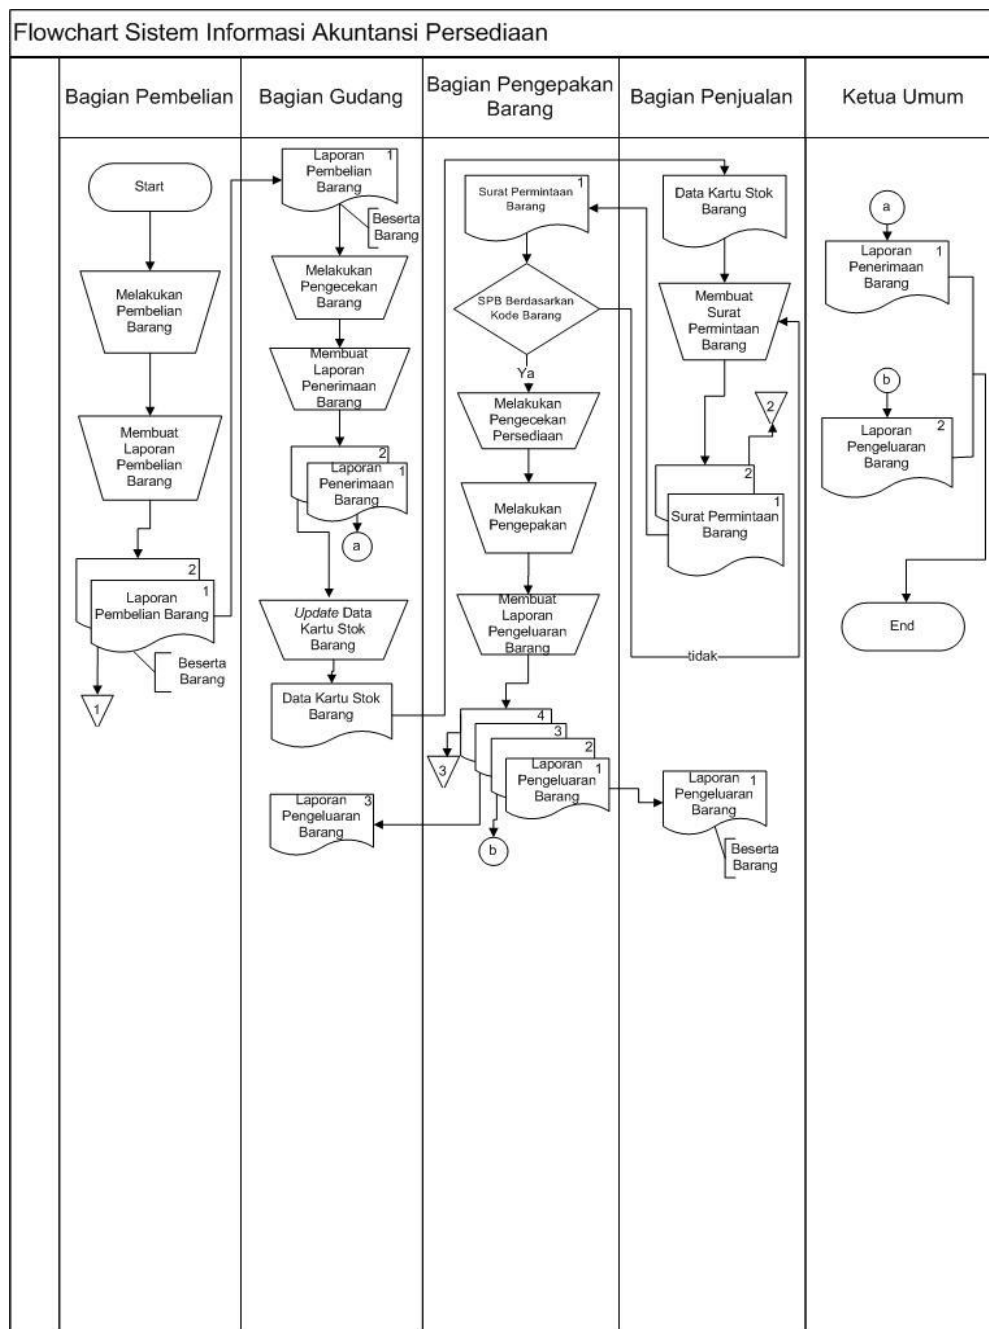 Flowchart Sistem Informasi Akuntansi Persediaan
Bagian Pembelian
Bagian Gudang
Bagian Pengepakan
Barang
Bagian Penjualan
Ketua Umum
Start
Melakukan
Pembelian
Barang
Membuat
Laporan
Pembelian
Barang
2
1
Laporan
Pembelian Barang
Beserta
Barang
1
Laporan
Pembelian
Barang
1
Beserta
Barang
Melakukan
Pengecekan
Barang
Membuat
Laporan
Penerimaan
Barang
2
1
Laporan
Penerimaan
Barang
a
Update Data
Kartu Stok
Barang
Data Kartu Stok
Barang
Laporan
Pengeluaran
Barang
3
Surat Permintaan
Barang
1
SPB Berdasarkan
Kode Barang
Ya
Melakukan
Pengecekan
Persediaan
Melakukan
Pengepakan
Membuat
Laporan
Pengeluaran
Barang
4
3
2
1
Laporan
Pengeluaran
Barang
3
b
Data Kartu Stok
Barang
Membuat
Surat
Permintaan
Barang
2
2
1
Surat Permintaan
Barang
tidak
Laporan
Pengeluaran
Barang
1
Beserta
Barang
a
Laporan
Penerimaan
Barang
1
b
Laporan
Pengeluaran
Barang
2
End